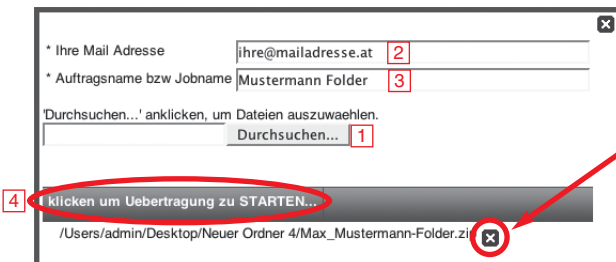 * Ihre Mail Adresse ihre@mailadresse.at 2
* Auftragsname bzw Jobname Mustermann Folder 3
'Durchsuchen...' anklicken, um Dateien auszuwaehlen.
Durchsuchen... 1
4 klicken um Uebertragung zu STARTEN...
/Users/admin/Desktop/Neuer Ordner 4/Max_Mustermann-Folder.zip